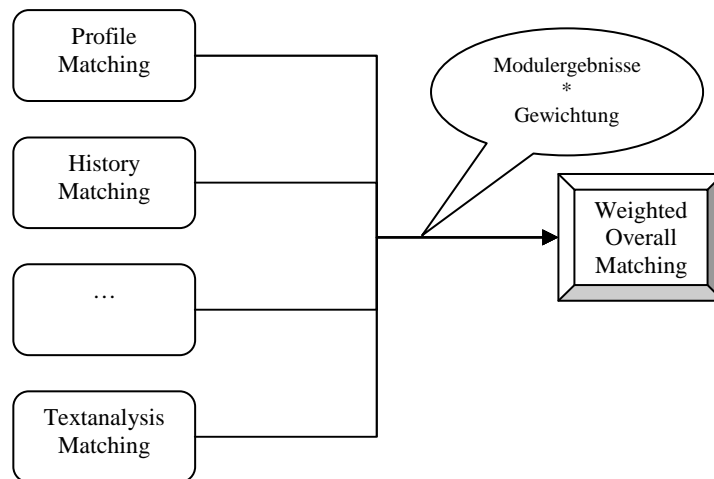 Profile
Matching
History
Matching
…
Textanalysis
Matching
Modulergebnisse
*
Gewichtung
Weighted
Overall
Matching